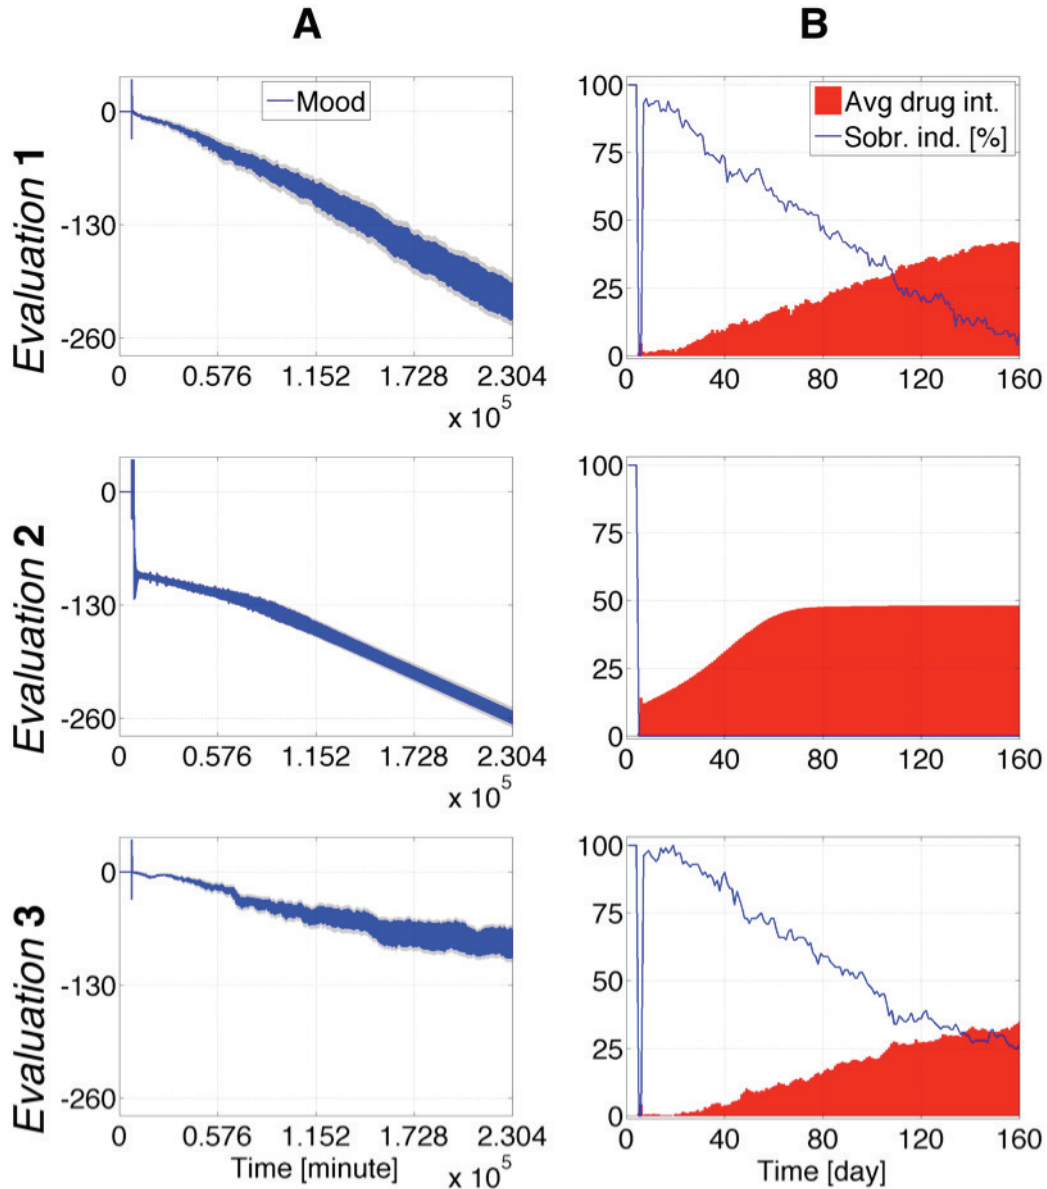 A B
Evaluation 1
0
-130
-260
Mood
0 0.576 1.152 1.728 2.304
x 10^5
100
75
50
25
0
Avg drug int.
Sobr. ind. [%]
0 40 80 120 160
Evaluation 2
0
-130
-260
0 0.576 1.152 1.728 2.304
x 10^5
100
75
50
25
0
0 40 80 120 160
Evaluation 3
0
-130
-260
0 0.576 1.152 1.728 2.304
Time [minute] x 10^5
100
75
50
25
0
0 40 80 120 160
Time [day]